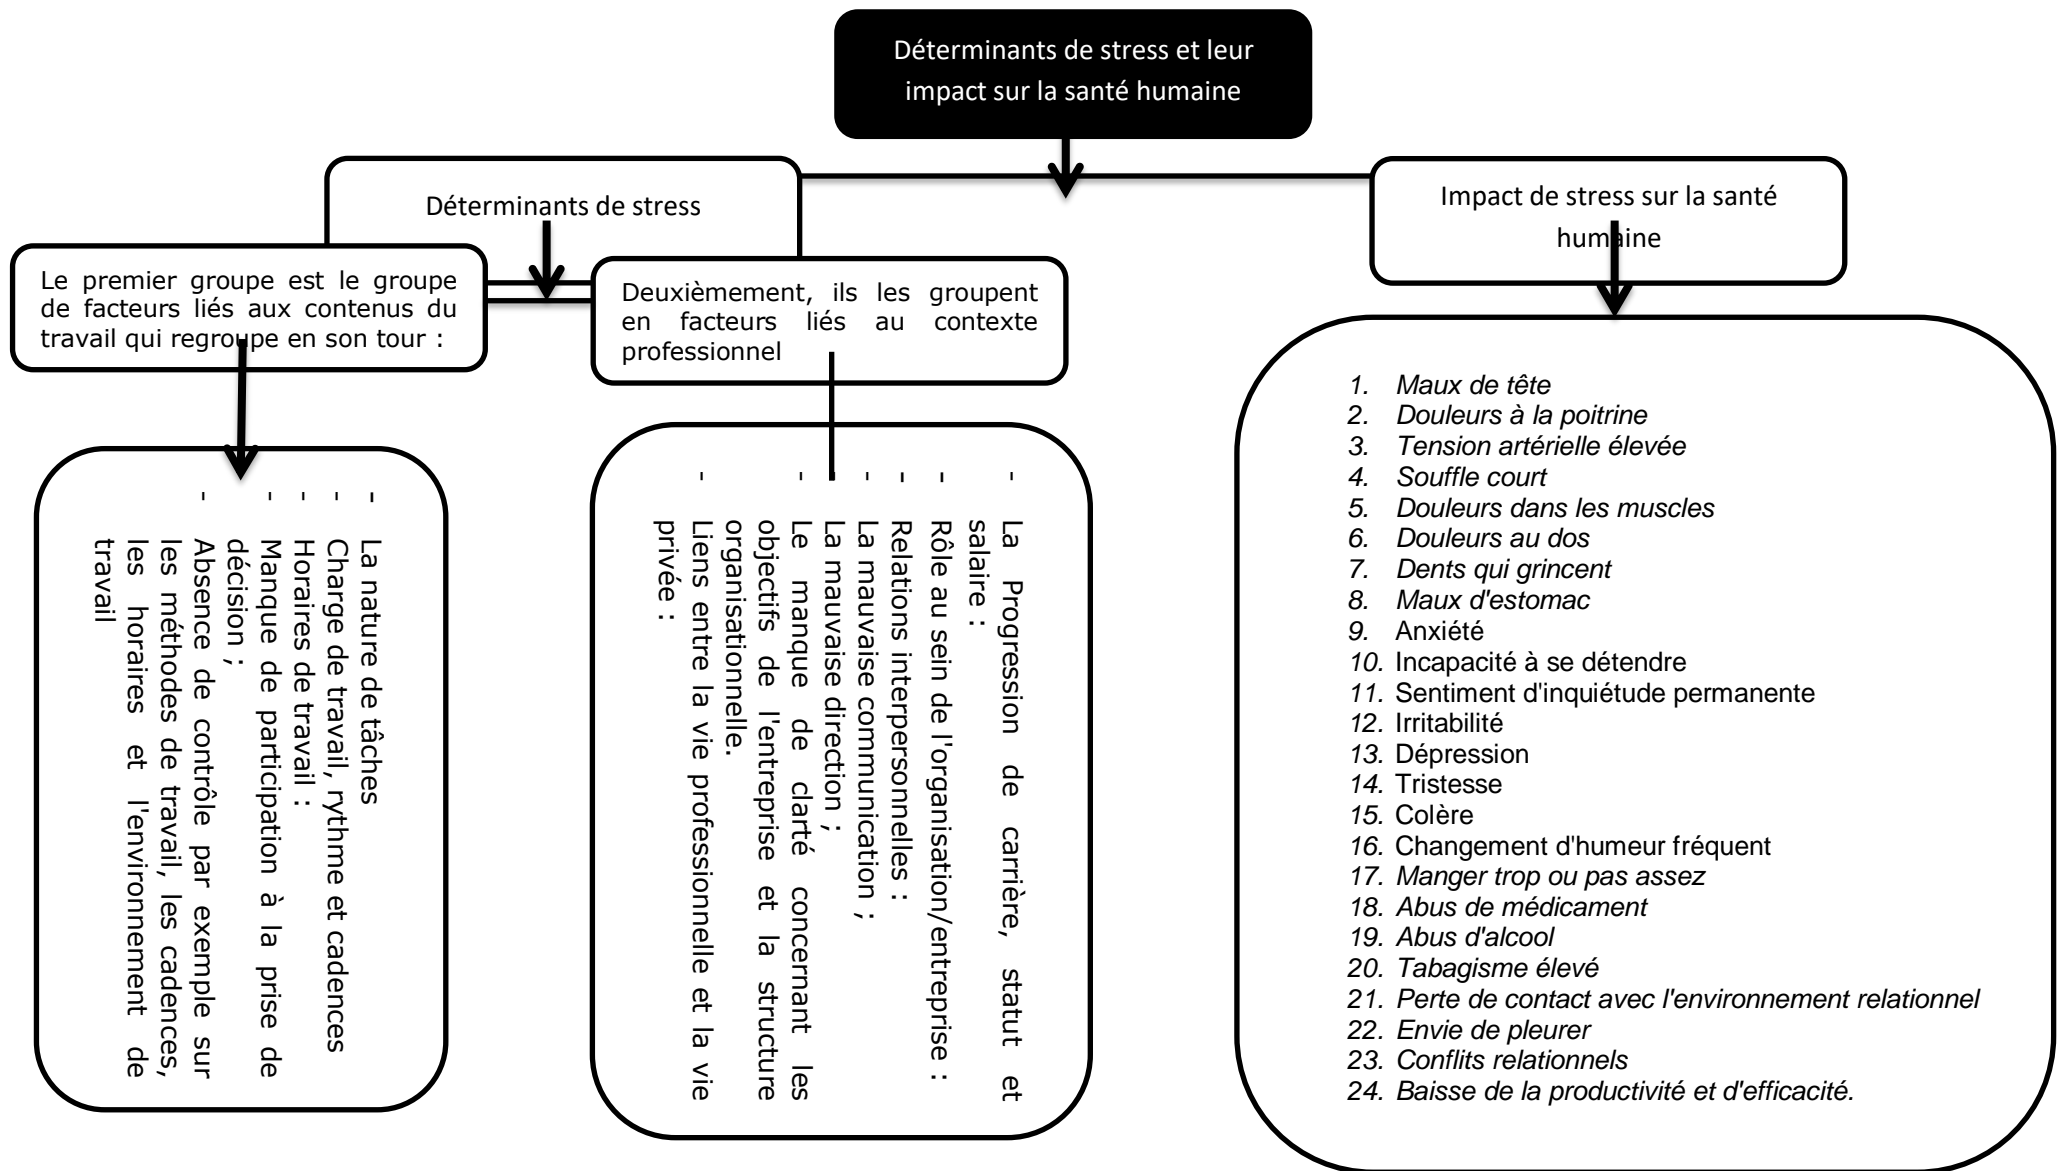 Déterminants de stress et leur
impact sur la santé humaine
Déterminants de stress
Impact de stress sur la santé
humaine
Le premier groupe est le groupe
de facteurs liés aux contenus du
travail qui regroupe en son tour :
Deuxièmement, ils les groupent
en facteurs liés au contexte
professionnel
- La nature de tâches
- Charge de travail, rythme et cadences
- Horaires de travail :
- Manque de participation à la prise de
décision ;
- Absence de contrôle par exemple sur
les méthodes de travail, les cadences,
les horaires et l'environnement de
travail
- La Progression de carrière, statut et
salaire :
- Rôle au sein de l'organisation/entreprise :
- Relations interpersonnelles :
- La mauvaise communication ;
- La mauvaise direction ;
- Le manque de clarté concernant les
objectifs de l'entreprise et la structure
organisationnelle.
- Liens entre la vie professionnelle et la vie
privée :
1. Maux de tête
2. Douleurs à la poitrine
3. Tension artérielle élevée
4. Souffle court
5. Douleurs dans les muscles
6. Douleurs au dos
7. Dents qui grincent
8. Maux d'estomac
9. Anxiété
10. Incapacité à se détendre
11. Sentiment d'inquiétude permanente
12. Irritabilité
13. Dépression
14. Tristesse
15. Colère
16. Changement d'humeur fréquent
17. Manger trop ou pas assez
18. Abus de médicament
19. Abus d'alcool
20. Tabagisme élevé
21. Perte de contact avec l'environnement relationnel
22. Envie de pleurer
23. Conflits relationnels
24. Baisse de la productivité et d'efficacité.